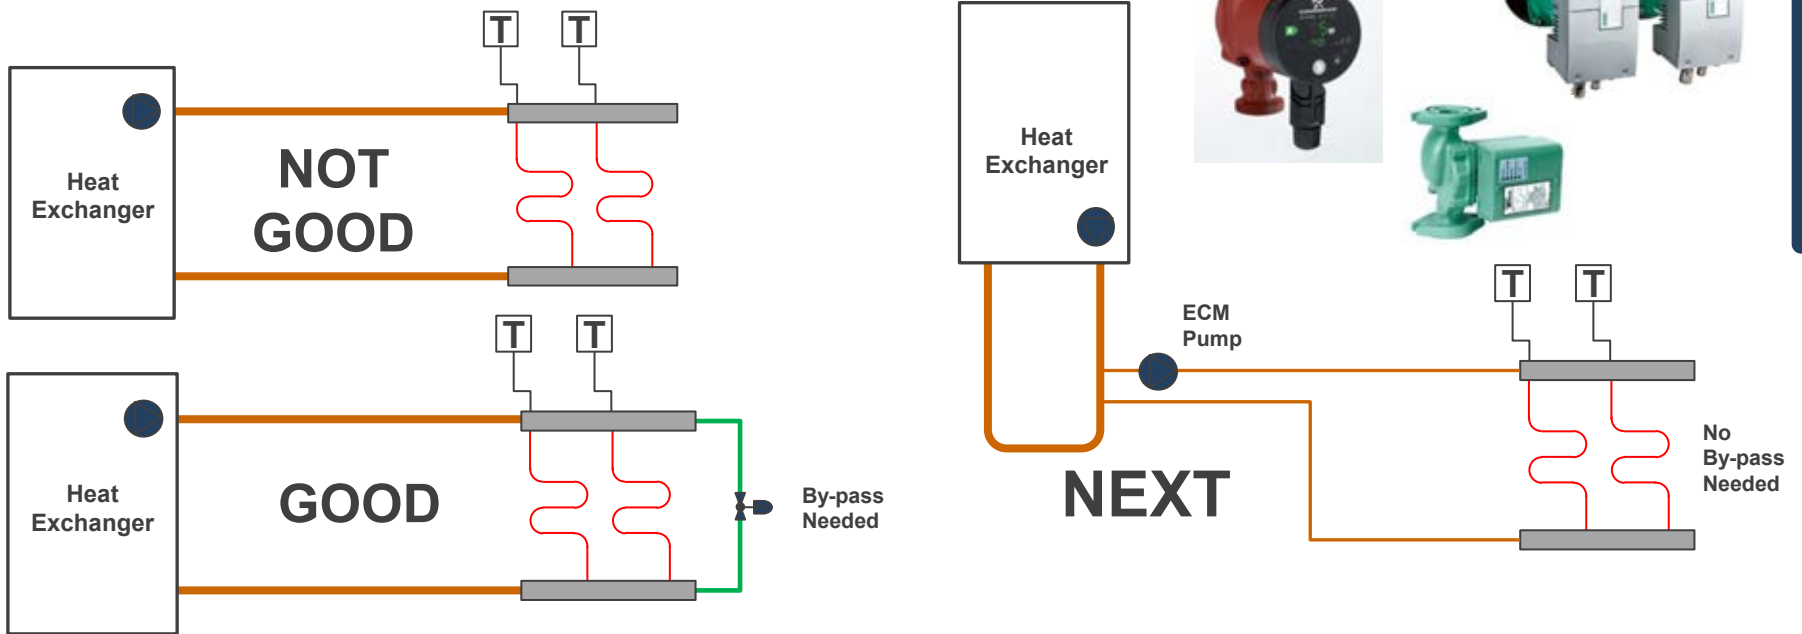 T T
Heat
Exchanger
NOT
GOOD
T T
Heat
Exchanger
GOOD
By-pass
Needed
Heat
Exchanger
ECM
Pump
T T
No
By-pass
Needed
NEXT